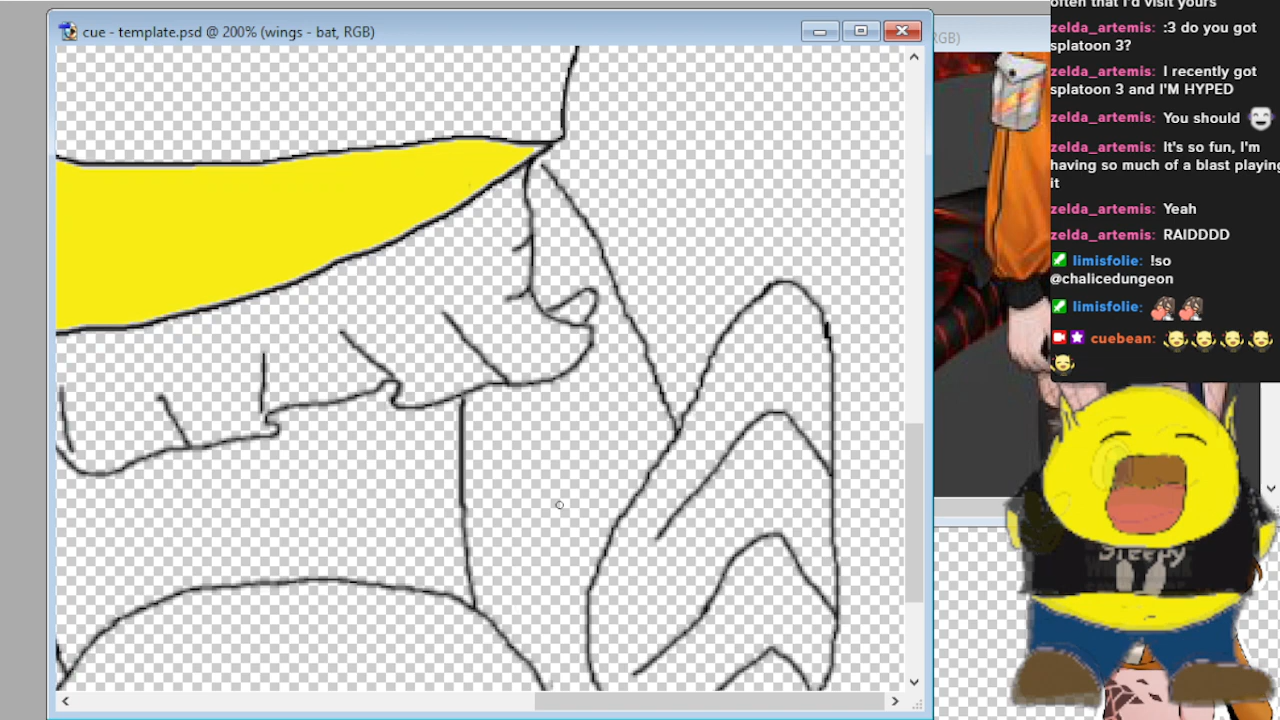 cue - template.psd @ 200% (wings - bat, RGB)
RGB)
often that I'd visit yours
zelda_artemis: :3 do you got
splatoon 3?
zelda_artemis: I recently got
splatoon 3 and I'M HYPED
zelda_artemis: You should
zelda_artemis: It's so fun, I'm
having so much of a blast playing
it
zelda_artemis: Yeah
zelda_artemis: RAIDDDD
limisfolie: !so
@chalicedungeon
limisfolie:
cuebean:
Sleepy